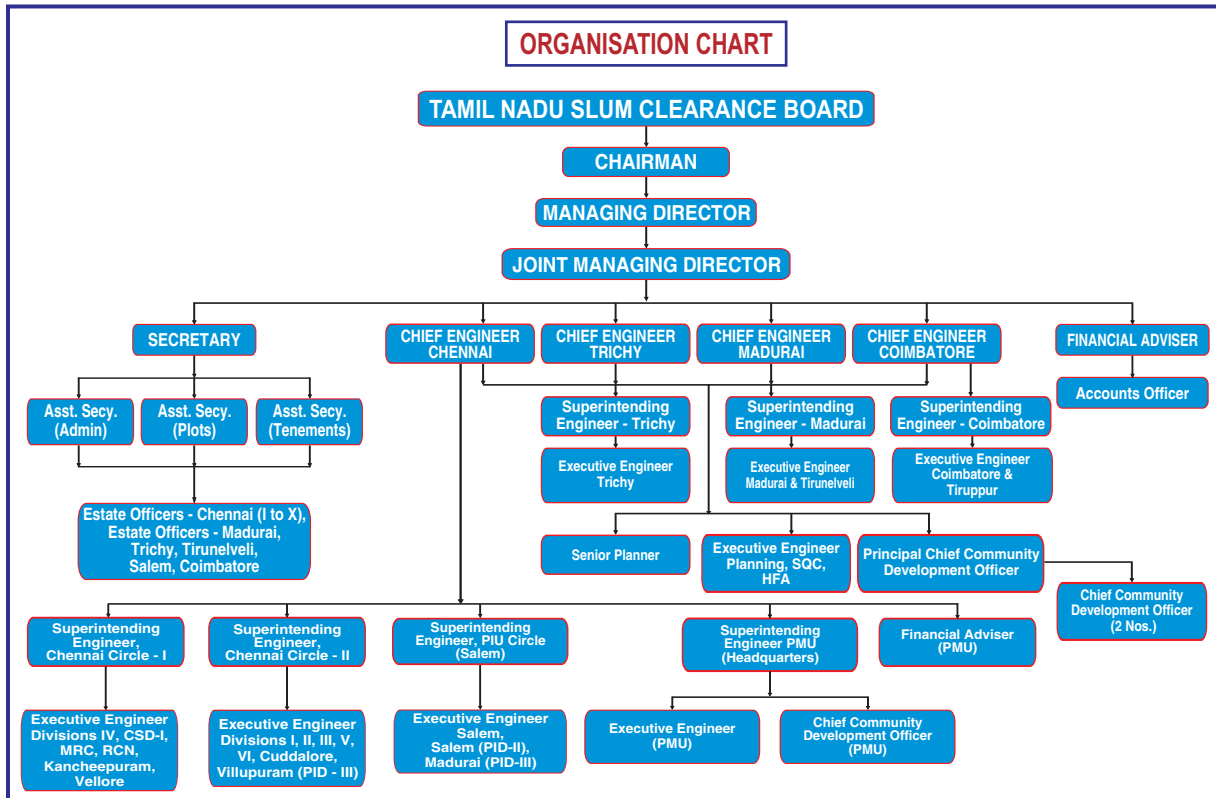 ORGANISATION CHART
TAMIL NADU SLUM CLEARANCE BOARD
CHAIRMAN
MANAGING DIRECTOR
JOINT MANAGING DIRECTOR
SECRETARY
CHIEF ENGINEER
CHENNAI
CHIEF ENGINEER
TRICHY
CHIEF ENGINEER
MADURAI
CHIEF ENGINEER
COIMBATORE
FINANCIAL ADVISER
Asst. Secy.
(Admin)
Asst. Secy.
(Plots)
Asst. Secy.
(Tenements)
Superintending
Engineer - Trichy
Superintending
Engineer - Madurai
Superintending
Engineer - Coimbatore
Accounts Officer
Executive Engineer
Trichy
Executive Engineer
Madurai & Tirunelveli
Executive Engineer
Coimbatore &
Tiruppur
Estate Officers - Chennai (I to X),
Estate Officers - Madurai,
Trichy, Tirunelveli,
Salem, Coimbatore
Senior Planner
Executive Engineer
Planning, SQC,
HFA
Principal Chief Community
Development Officer
Chief Community
Development Officer
(2 Nos.)
Superintending
Engineer,
Chennai Circle - I
Superintending
Engineer,
Chennai Circle - II
Superintending
Engineer, PIU Circle
(Salem)
Superintending
Engineer PMU
(Headquarters)
Financial Adviser
(PMU)
Executive Engineer
Divisions IV, CSD-I,
MRC, RCN,
Kancheepuram,
Vellore
Executive Engineer
Divisions I, II, III, V,
VI, Cuddalore,
Villupuram (PID - III)
Executive Engineer
Salem,
Salem (PID-II),
Madurai (PID-III)
Executive Engineer
(PMU)
Chief Community
Development Officer
(PMU)